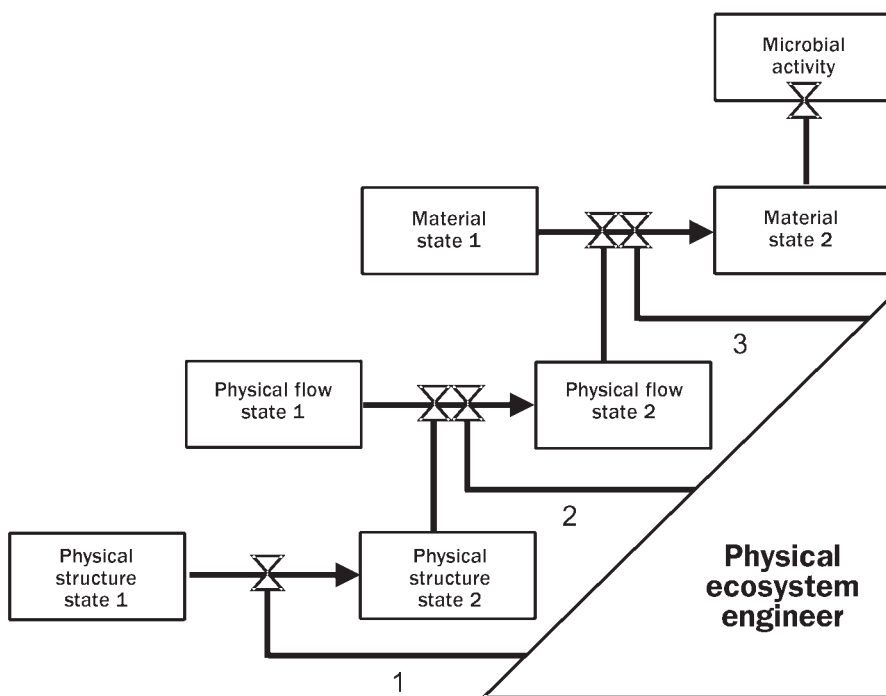 Microbial
activity
Material
state 1
Material
state 2
3
Physical flow
state 1
Physical flow
state 2
2
Physical
structure
state 1
Physical
structure
state 2
Physical
ecosystem
engineer
1